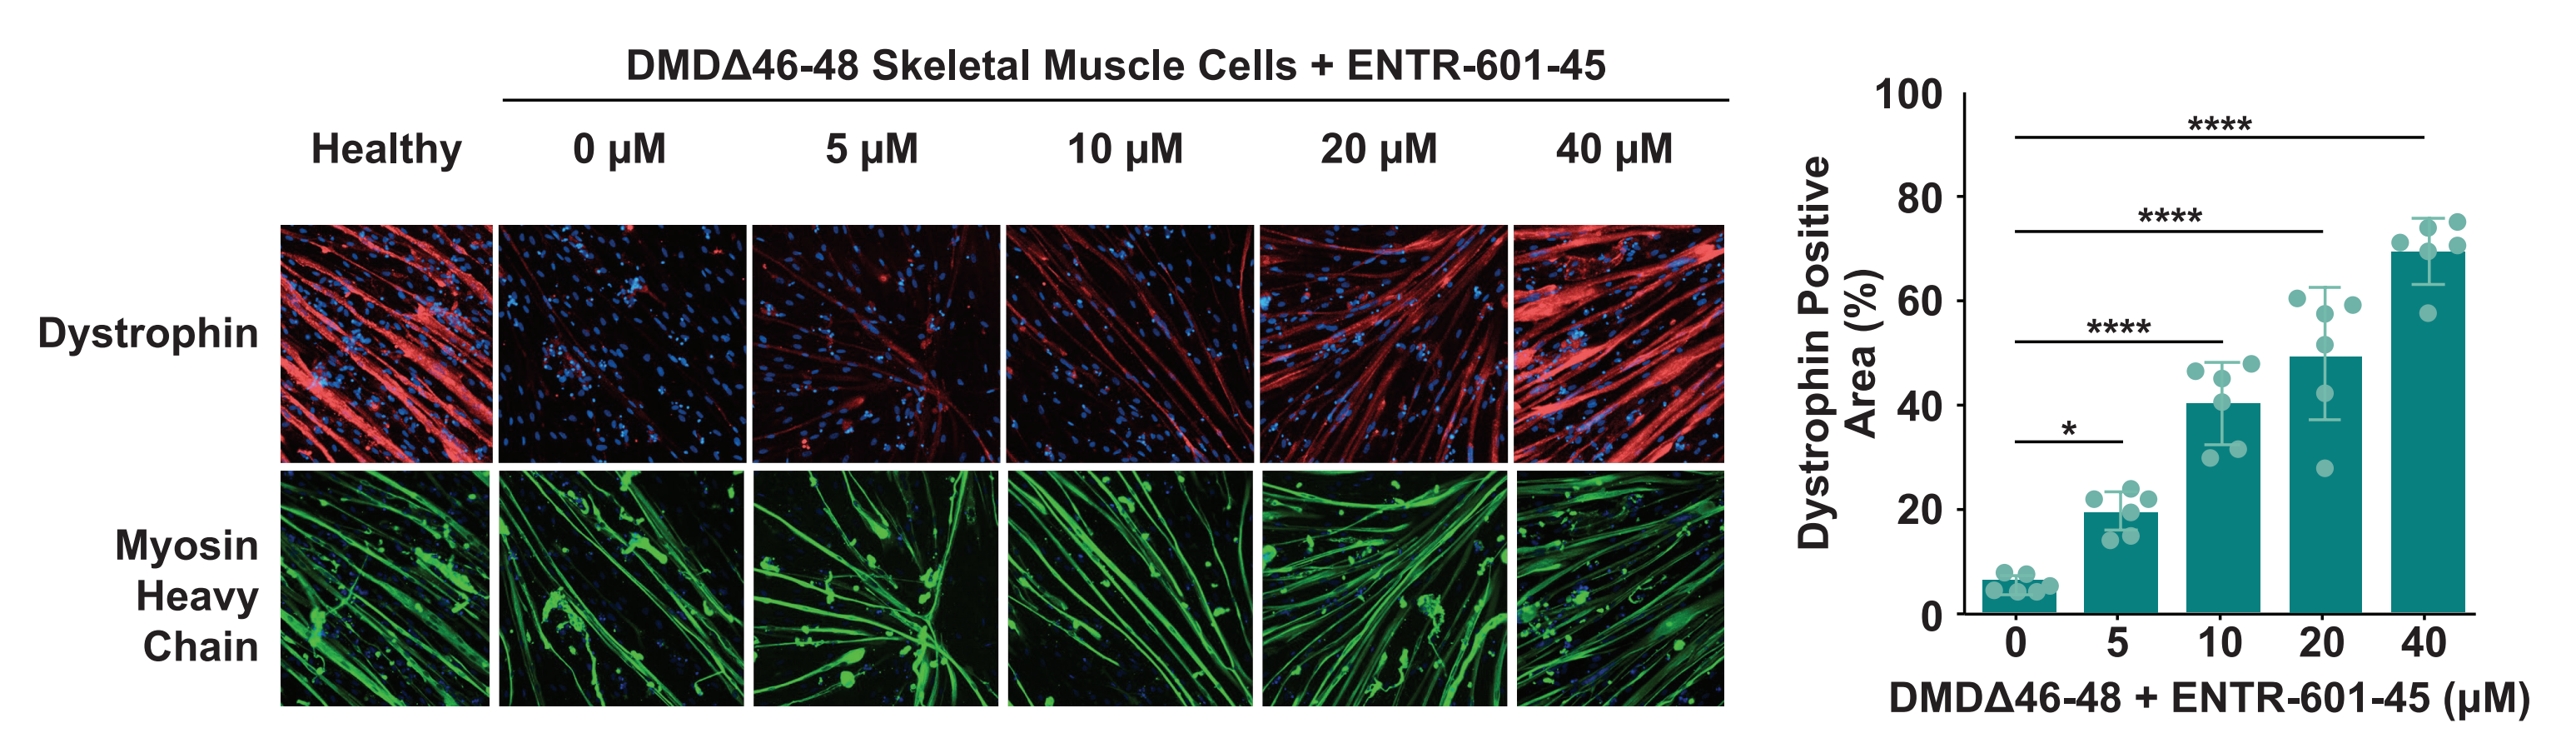 DMDΔ46-48 Skeletal Muscle Cells + ENTR-601-45
Healthy
0 µM
5 µM
10 µM
20 µM
40 µM
Dystrophin
Myosin
Heavy
Chain
Dystrophin Positive
Area (%)
100
80
60
40
20
0
****
****
****
*
0
5
10
20
40
DMDΔ46-48 + ENTR-601-45 (µM)